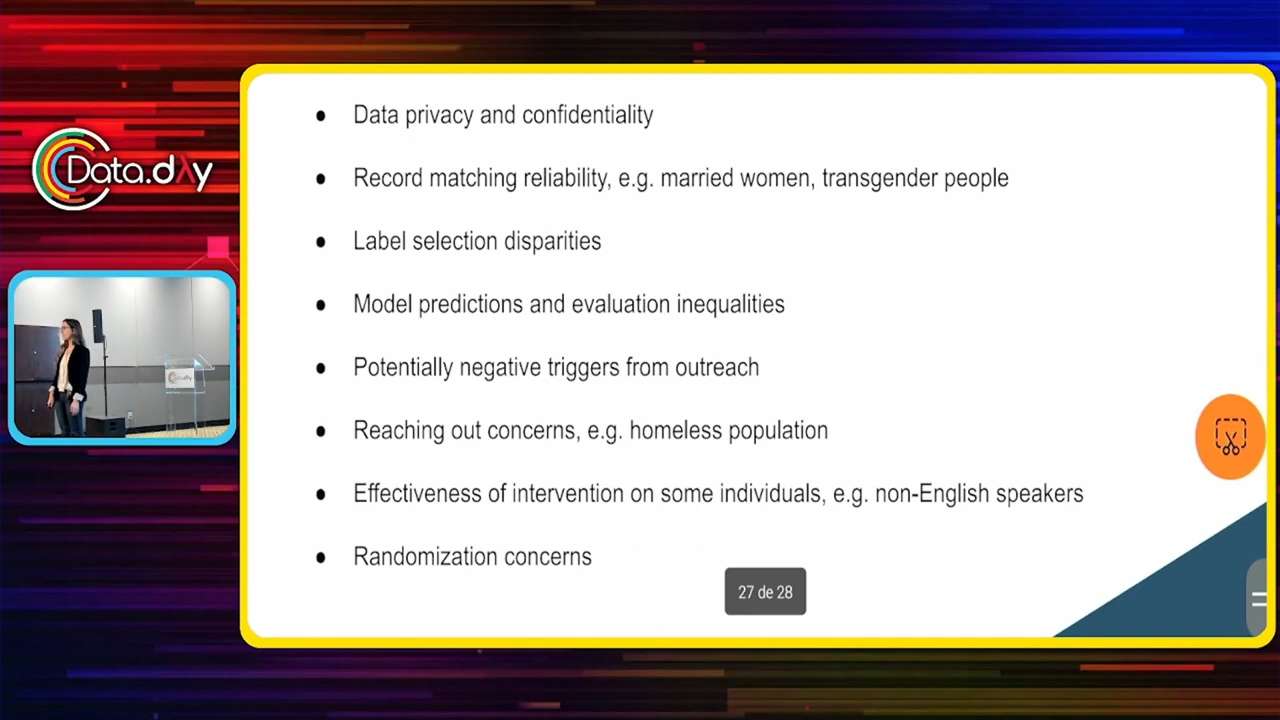 Data.dAy
Data privacy and confidentiality
Record matching reliability, e.g. married women, transgender people
Label selection disparities
Model predictions and evaluation inequalities
Potentially negative triggers from outreach
Reaching out concerns, e.g. homeless population
Effectiveness of intervention on some individuals, e.g. non-English speakers
Randomization concerns
27 de 28
Data.dAy